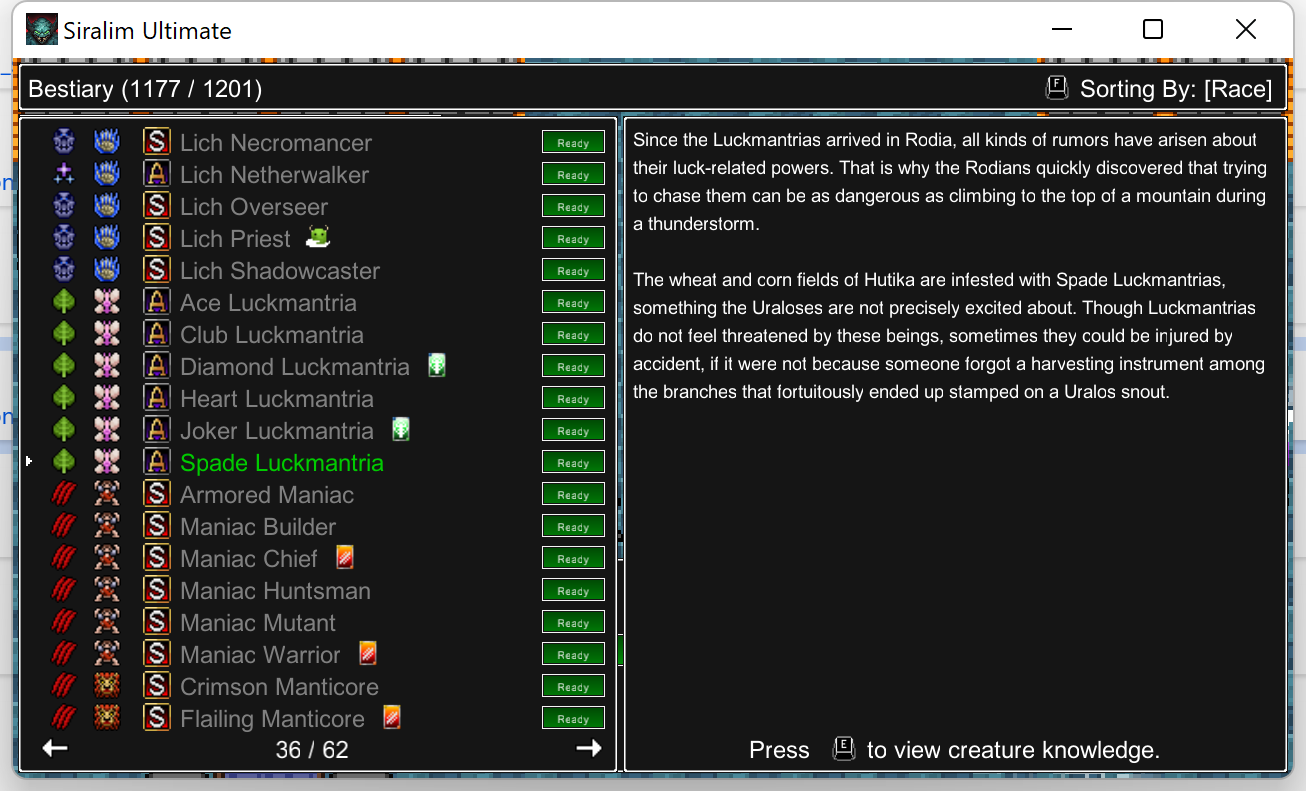 Siralim Ultimate
Bestiary (1177 / 1201)
F Sorting By: [Race]
S Lich Necromancer Ready
A Lich Netherwalker Ready
S Lich Overseer Ready
S Lich Priest Ready
S Lich Shadowcaster Ready
A Ace Luckmantria Ready
A Club Luckmantria Ready
A Diamond Luckmantria Ready
A Heart Luckmantria Ready
A Joker Luckmantria Ready
A Spade Luckmantria Ready
S Armored Maniac Ready
S Maniac Builder Ready
S Maniac Chief Ready
S Maniac Huntsman Ready
S Maniac Mutant Ready
S Maniac Warrior Ready
S Crimson Manticore Ready
S Flailing Manticore Ready
36 / 62
Since the Luckmantrias arrived in Rodia, all kinds of rumors have arisen about
their luck-related powers. That is why the Rodians quickly discovered that trying
to chase them can be as dangerous as climbing to the top of a mountain during
a thunderstorm.
The wheat and corn fields of Hutika are infested with Spade Luckmantrias,
something the Uraloses are not precisely excited about. Though Luckmantrias
do not feel threatened by these beings, sometimes they could be injured by
accident, if it were not because someone forgot a harvesting instrument among
the branches that fortuitously ended up stamped on a Uralos snout.
Press E to view creature knowledge.